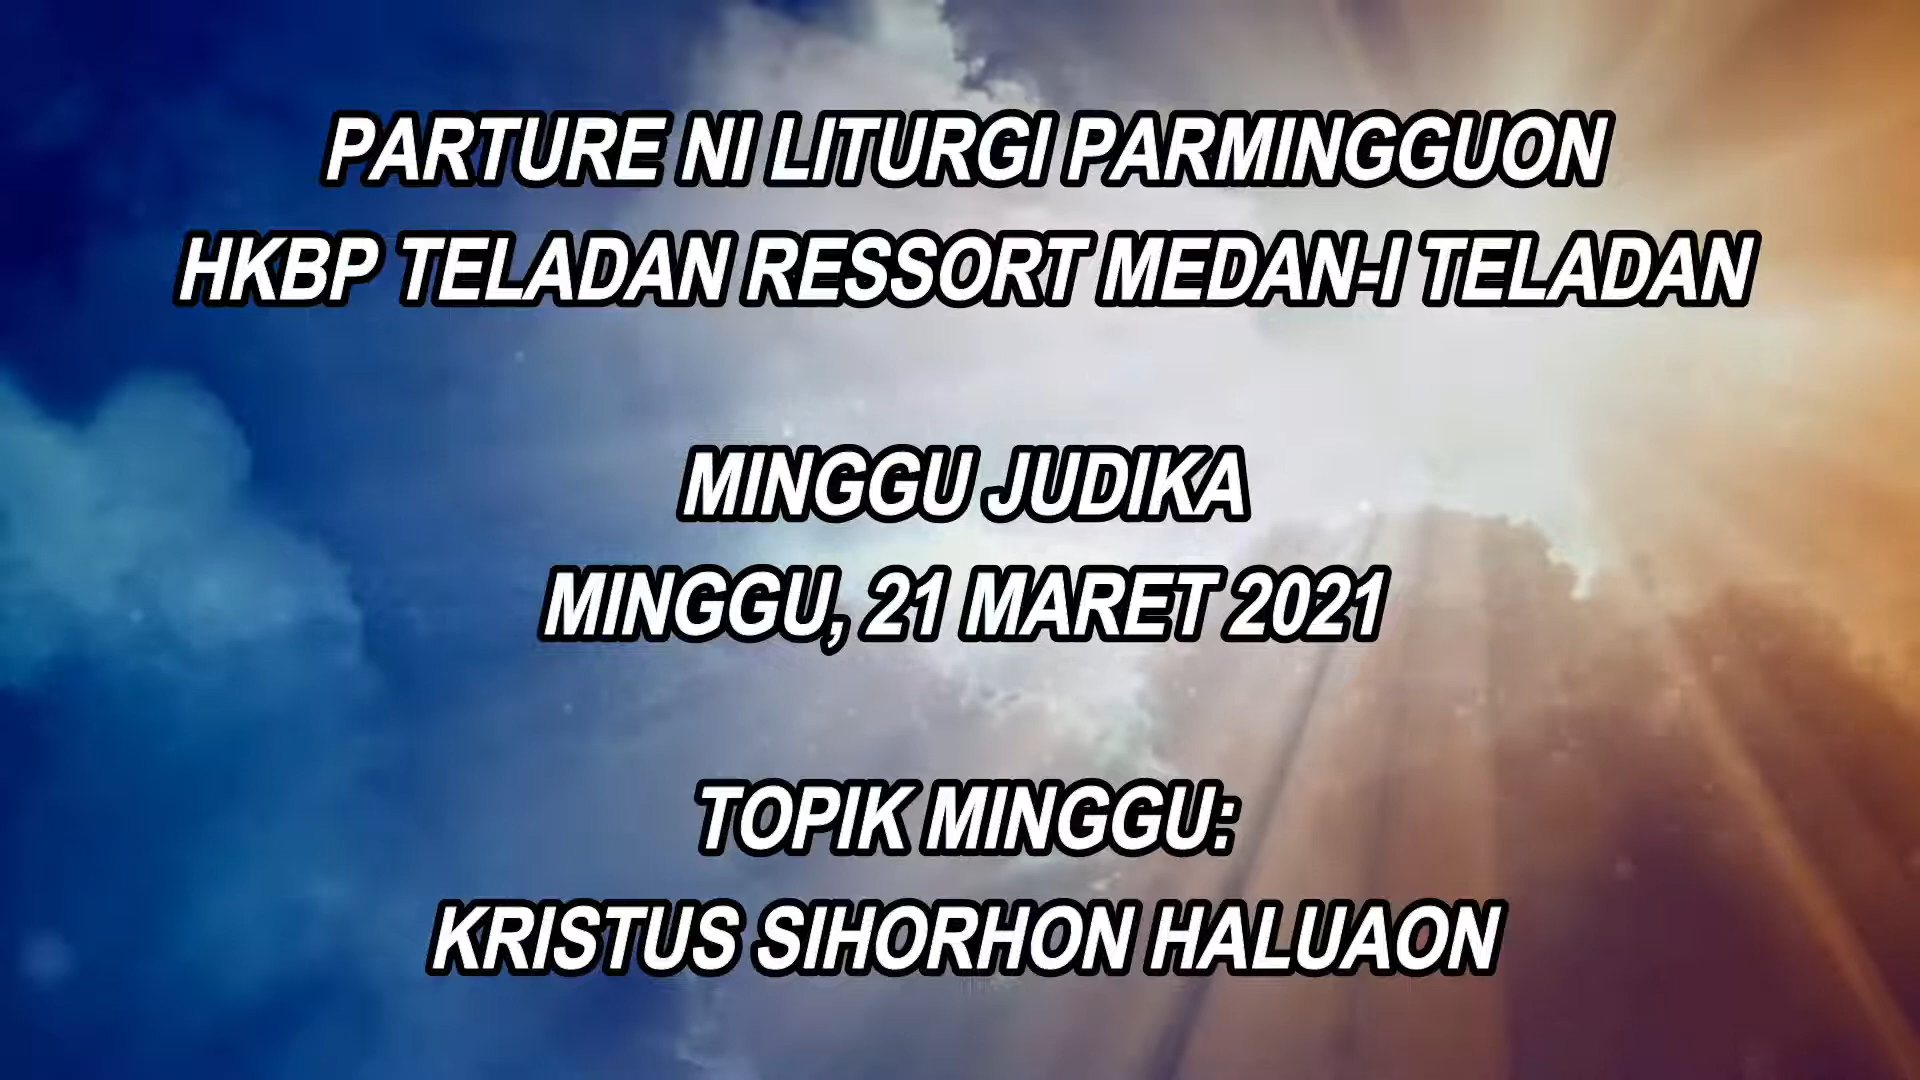 PARTURE NI LITURGI PARMINGGUON
HKBP TELADAN RESSORT MEDAN-I TELADAN
MINGGU JUDIKA
MINGGU, 21 MARET 2021
TOPIK MINGGU:
KRISTUS SIHORHON HALUAON